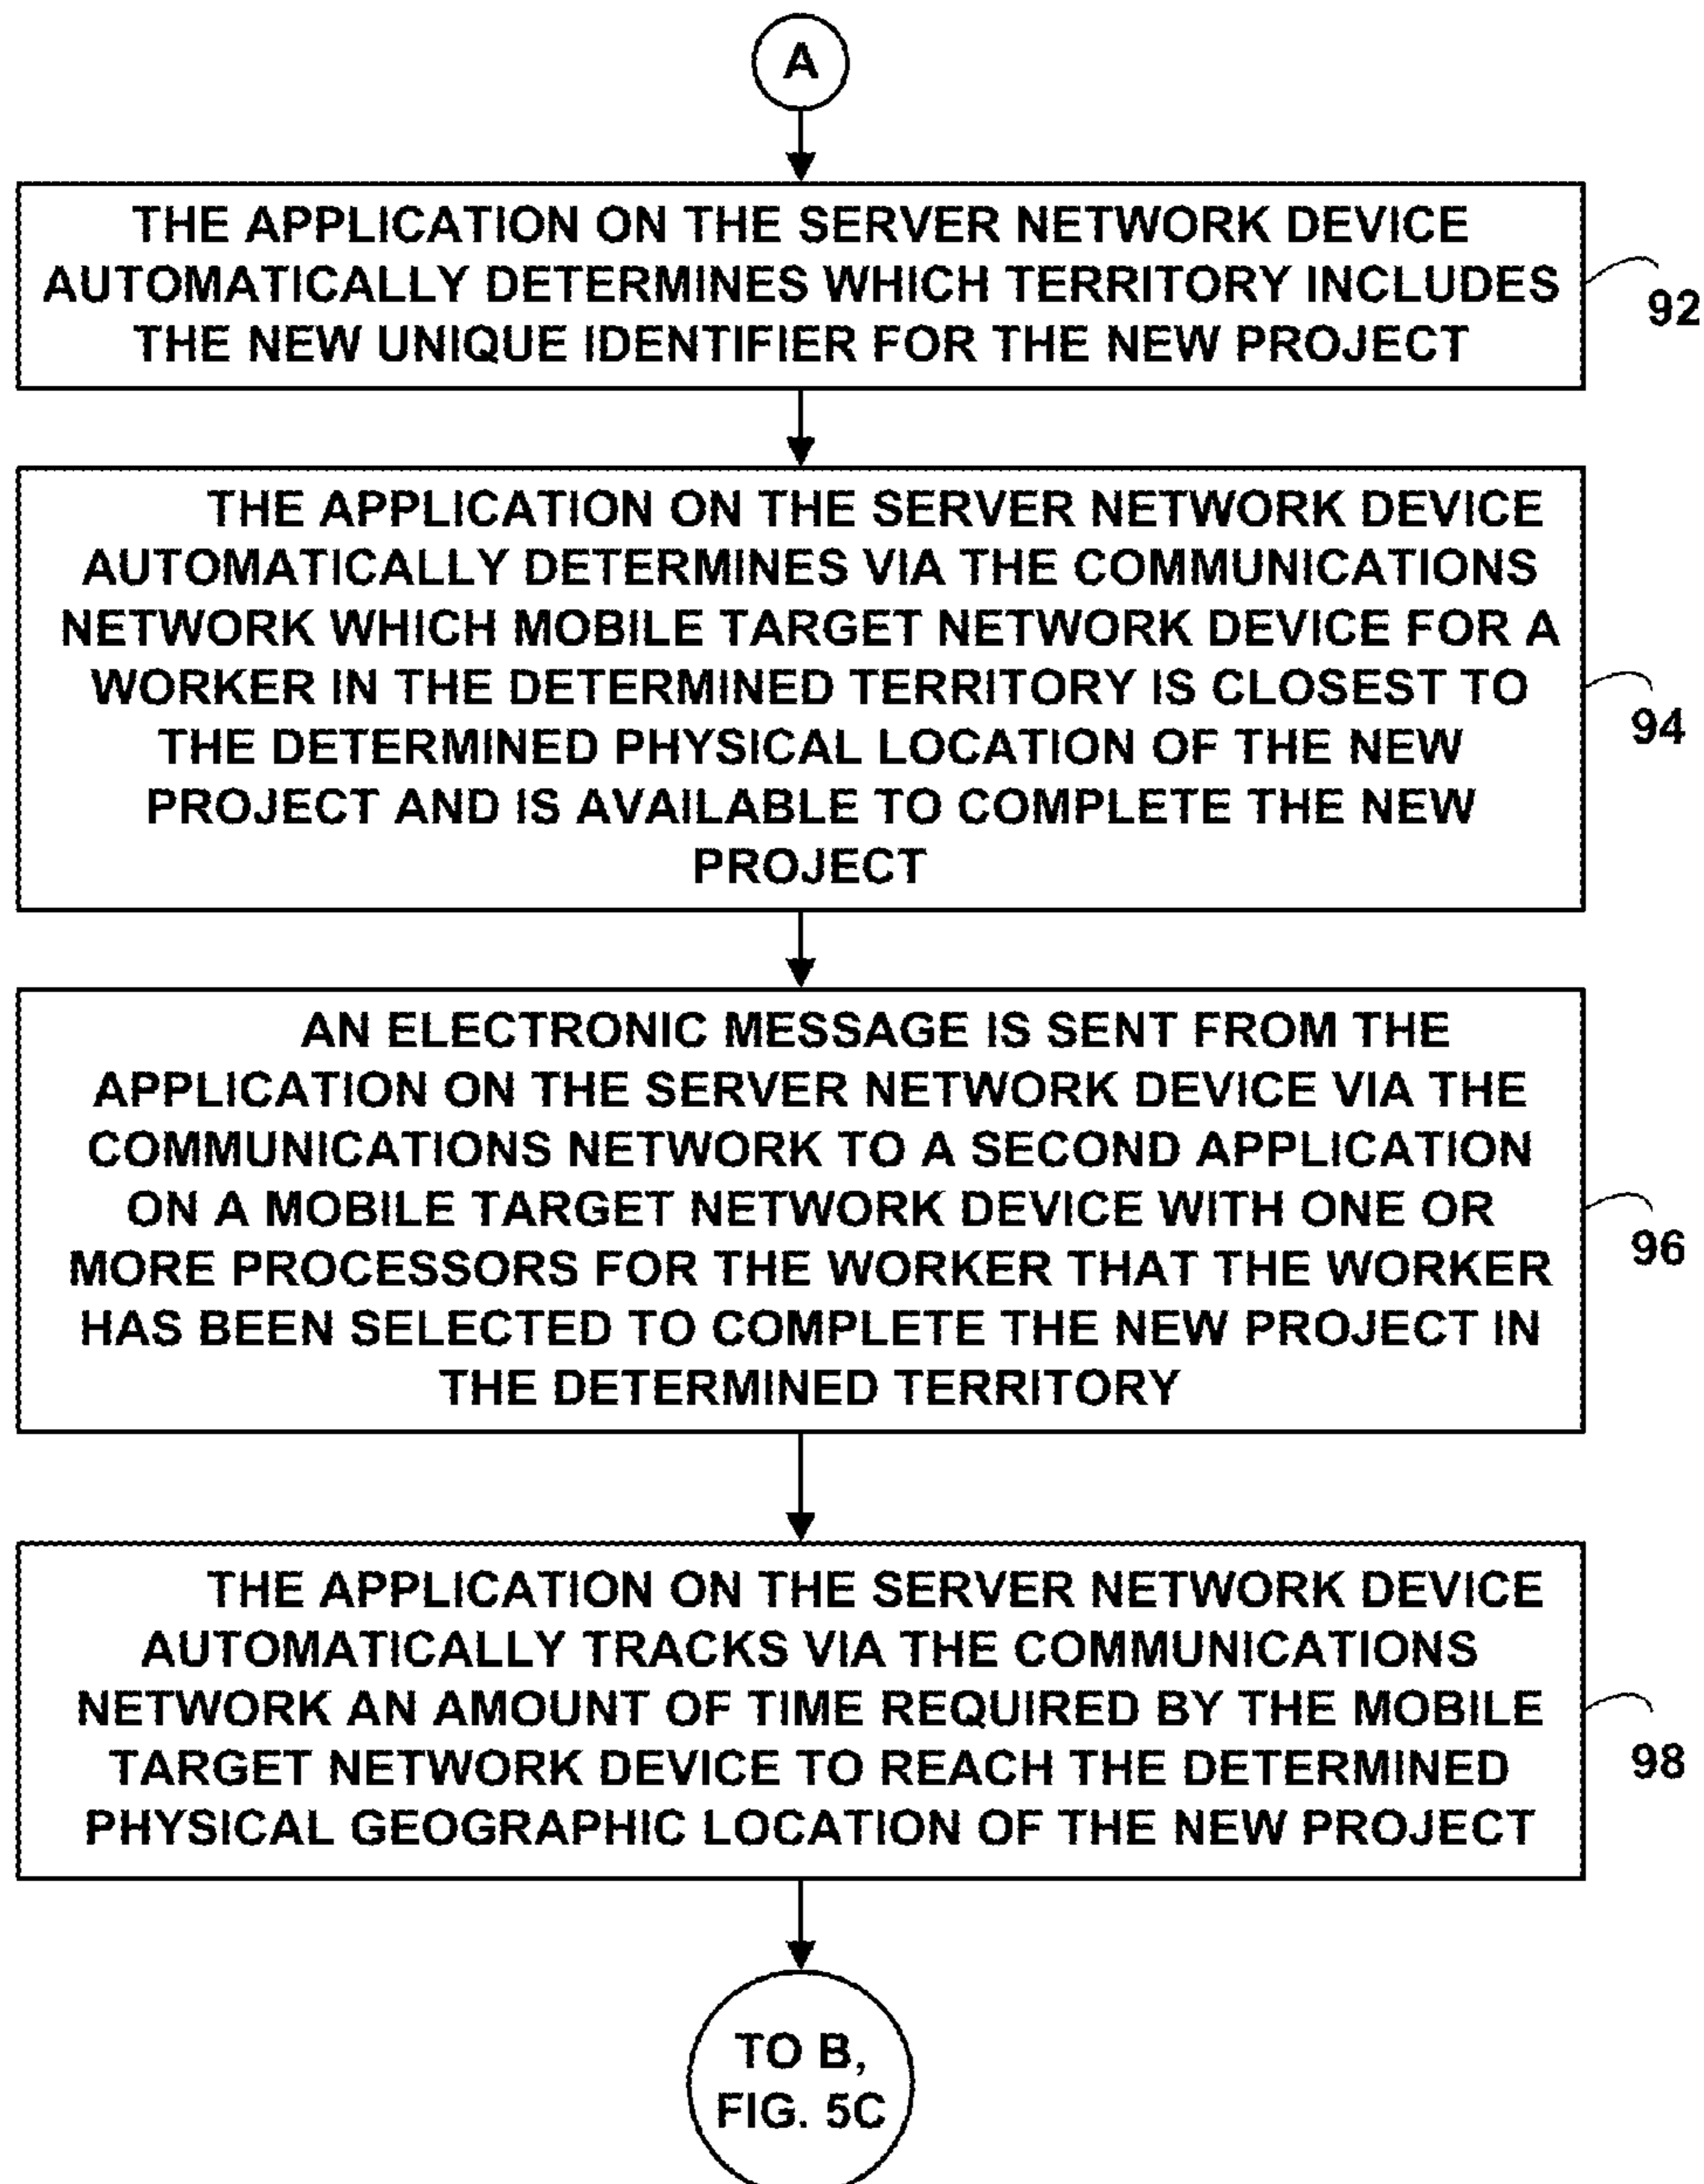 A
THE APPLICATION ON THE SERVER NETWORK DEVICE
AUTOMATICALLY DETERMINES WHICH TERRITORY INCLUDES
THE NEW UNIQUE IDENTIFIER FOR THE NEW PROJECT
92
THE APPLICATION ON THE SERVER NETWORK DEVICE
AUTOMATICALLY DETERMINES VIA THE COMMUNICATIONS
NETWORK WHICH MOBILE TARGET NETWORK DEVICE FOR A
WORKER IN THE DETERMINED TERRITORY IS CLOSEST TO
THE DETERMINED PHYSICAL LOCATION OF THE NEW
PROJECT AND IS AVAILABLE TO COMPLETE THE NEW
PROJECT
94
AN ELECTRONIC MESSAGE IS SENT FROM THE
APPLICATION ON THE SERVER NETWORK DEVICE VIA THE
COMMUNICATIONS NETWORK TO A SECOND APPLICATION
ON A MOBILE TARGET NETWORK DEVICE WITH ONE OR
MORE PROCESSORS FOR THE WORKER THAT THE WORKER
HAS BEEN SELECTED TO COMPLETE THE NEW PROJECT IN
THE DETERMINED TERRITORY
96
THE APPLICATION ON THE SERVER NETWORK DEVICE
AUTOMATICALLY TRACKS VIA THE COMMUNICATIONS
NETWORK AN AMOUNT OF TIME REQUIRED BY THE MOBILE
TARGET NETWORK DEVICE TO REACH THE DETERMINED
PHYSICAL GEOGRAPHIC LOCATION OF THE NEW PROJECT
98
TO B,
FIG. 5C